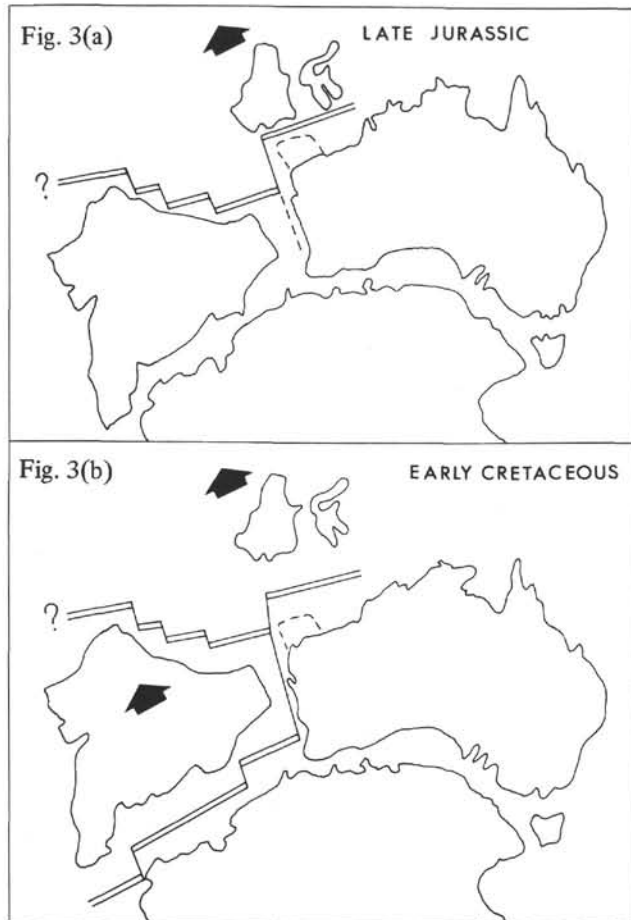 Fig. 3(a)
LATE JURASSIC
?
Fig. 3(b)
EARLY CRETACEOUS
?